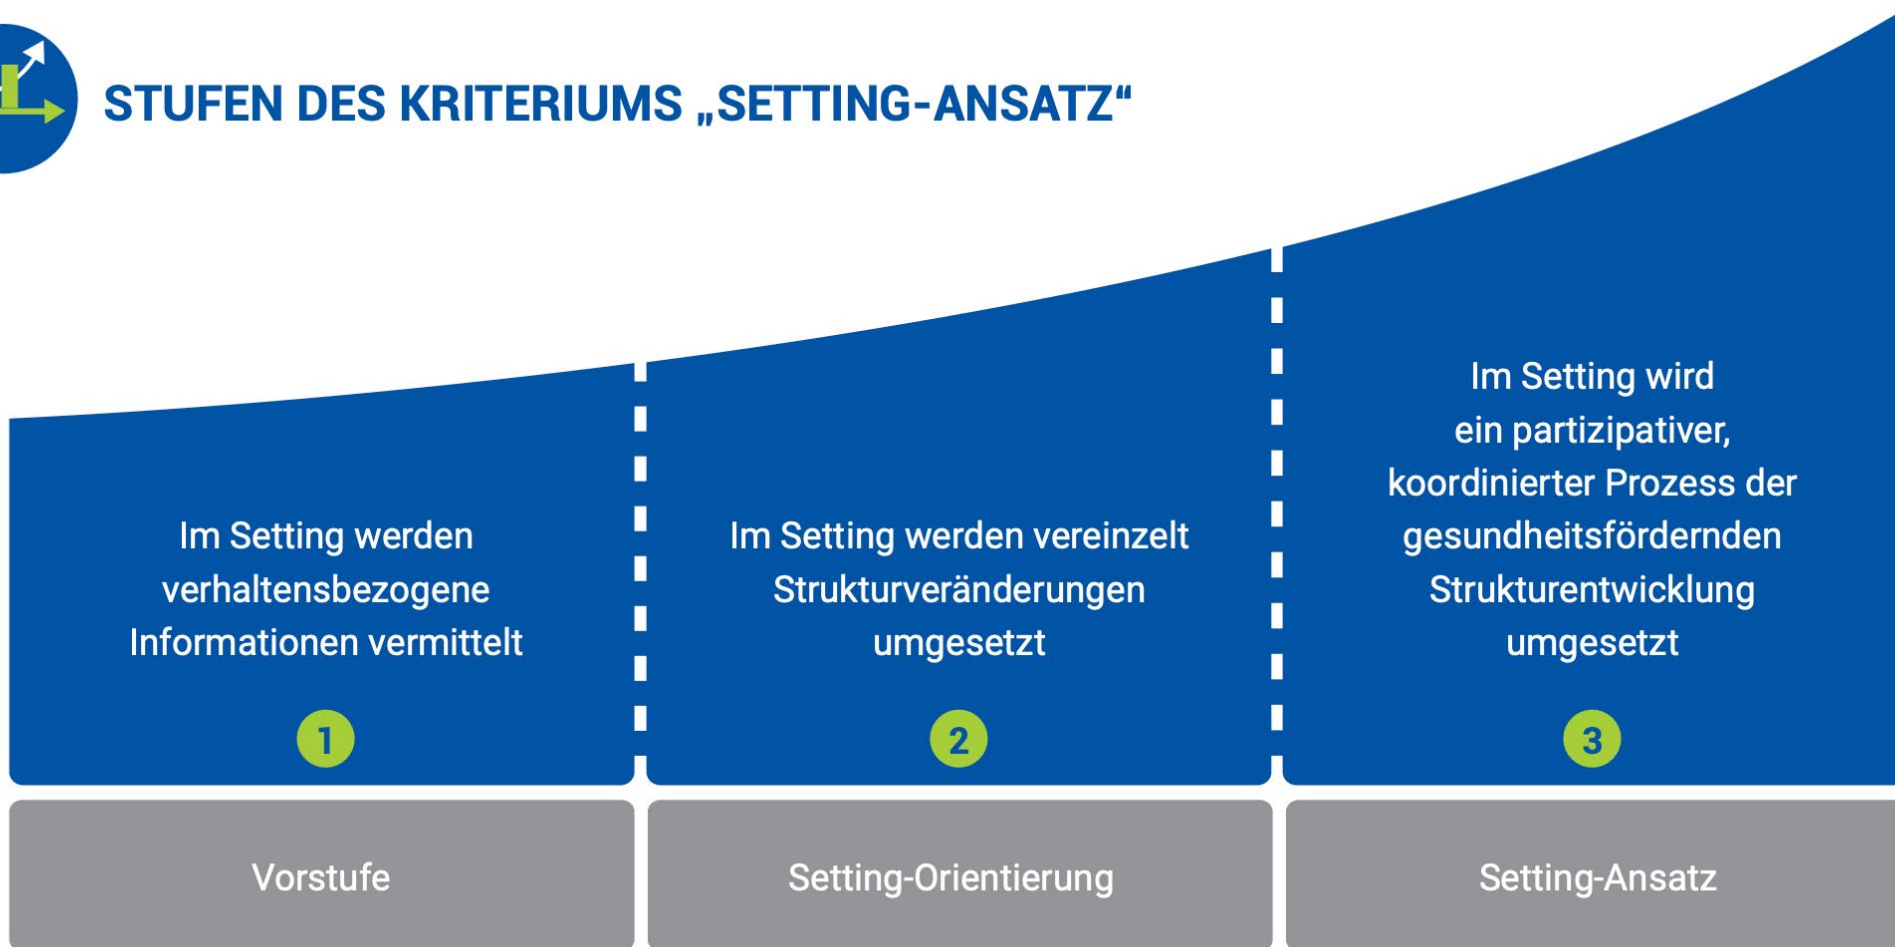 STUFEN DES KRITERIUMS „SETTING-ANSATZ“
Im Setting werden
verhaltensbezogene
Informationen vermittelt
1
Im Setting werden vereinzelt
Strukturveränderungen
umgesetzt
2
Im Setting wird
ein partizipativer,
koordinierter Prozess der
gesundheitsfördernden
Strukturentwicklung
umgesetzt
3
Vorstufe
Setting-Orientierung
Setting-Ansatz